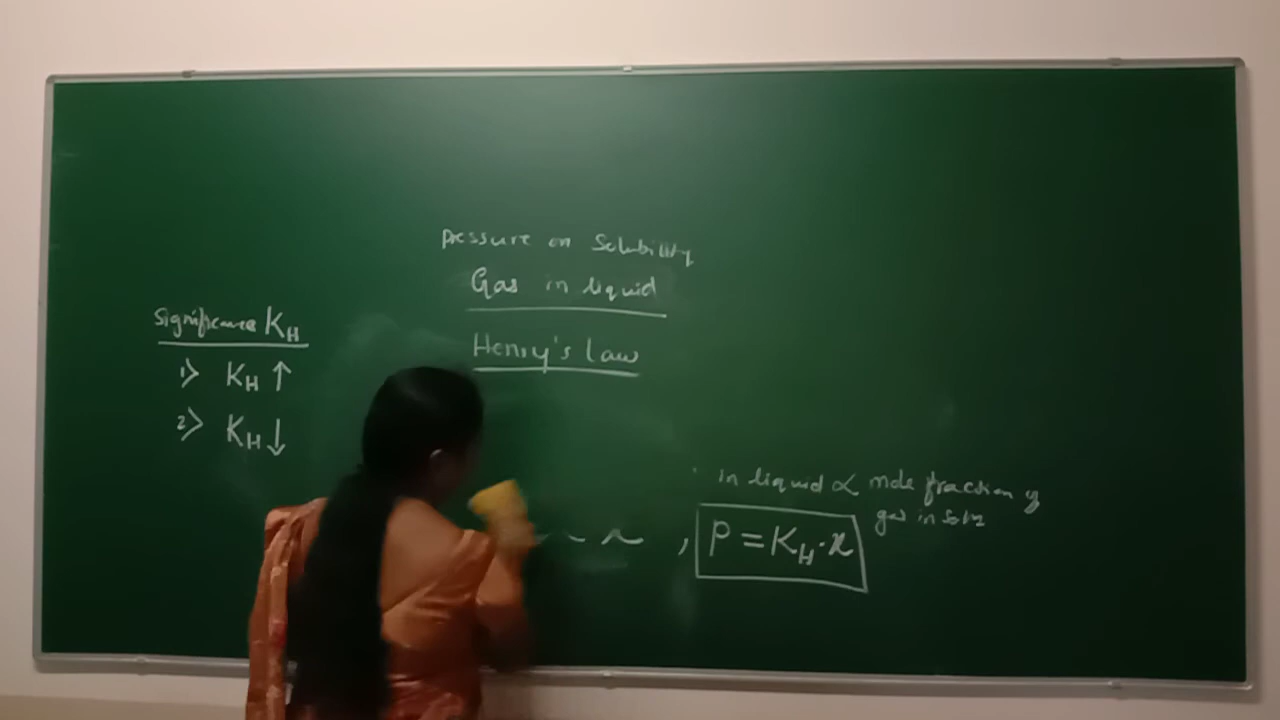 Pressure on Solubility
Gas in liquid
Henry's law
Significance KH
1> KH ↑
2> KH ↓
in liquid ∝ mole fraction of
gas in soln
, P = KH·x